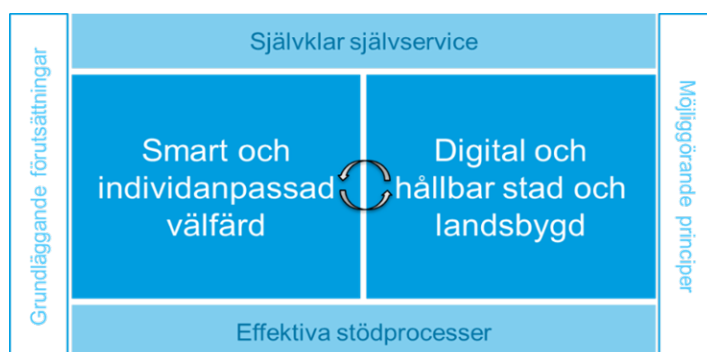 Självklar självservice
Grundläggande förutsättningar
Smart och
individanpassad
välfärd
Digital och
hållbar stad och
landsbygd
Möjliggörande principer
Effektiva stödprocesser